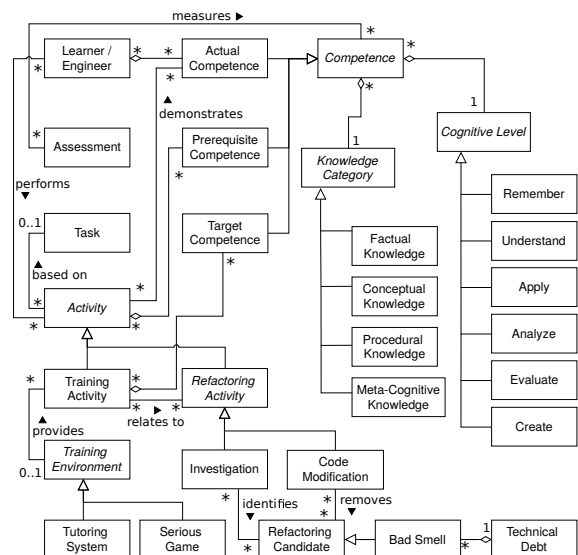 measures ►
*
Learner /
Engineer
*
*
*
*
Actual
Competence
*
Competence
*
*
*
▲
demonstrates
1
1
Cognitive Level
*
Assessment
Prerequisite
Competence
*
Knowledge
Category
performs
▼
Remember
0..1
Task
Target
Competence
*
Factual
Knowledge
Understand
▲
based on
*
*
*
Activity
*
*
Conceptual
Knowledge
Apply
Procedural
Knowledge
Analyze
*
Training
Activity
*
*
*
►
relates to
Refactoring
Activity
Meta-Cognitive
Knowledge
Evaluate
▲
provides
Create
0..1
Training
Environment
Investigation
Code
Modification
*
identifies
▼
*
*
removes
▼
*
Tutoring
System
Serious
Game
Refactoring
Candidate
Bad Smell
1
*
Technical
Debt